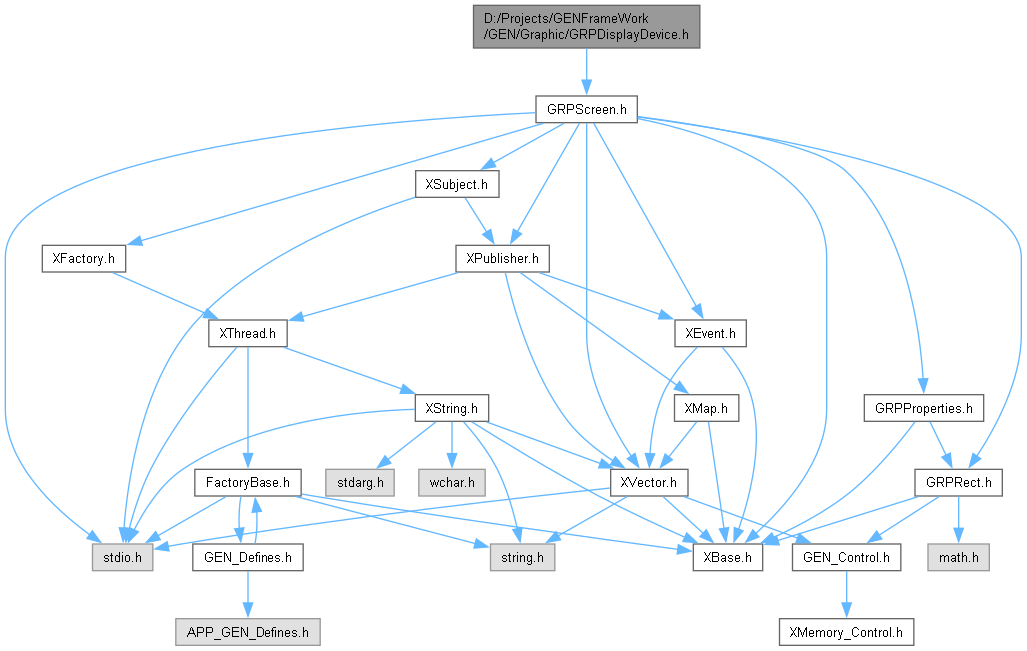 D:/Projects/GENFrameWork
/GEN/Graphic/GRPDisplayDevice.h
GRPScreen.h
XSubject.h
XFactory.h
XPublisher.h
XThread.h
XEvent.h
XString.h
XMap.h
GRPProperties.h
FactoryBase.h
stdarg.h
wchar.h
XVector.h
GRPRect.h
stdio.h
GEN_Defines.h
string.h
XBase.h
GEN_Control.h
math.h
APP_GEN_Defines.h
XMemory_Control.h